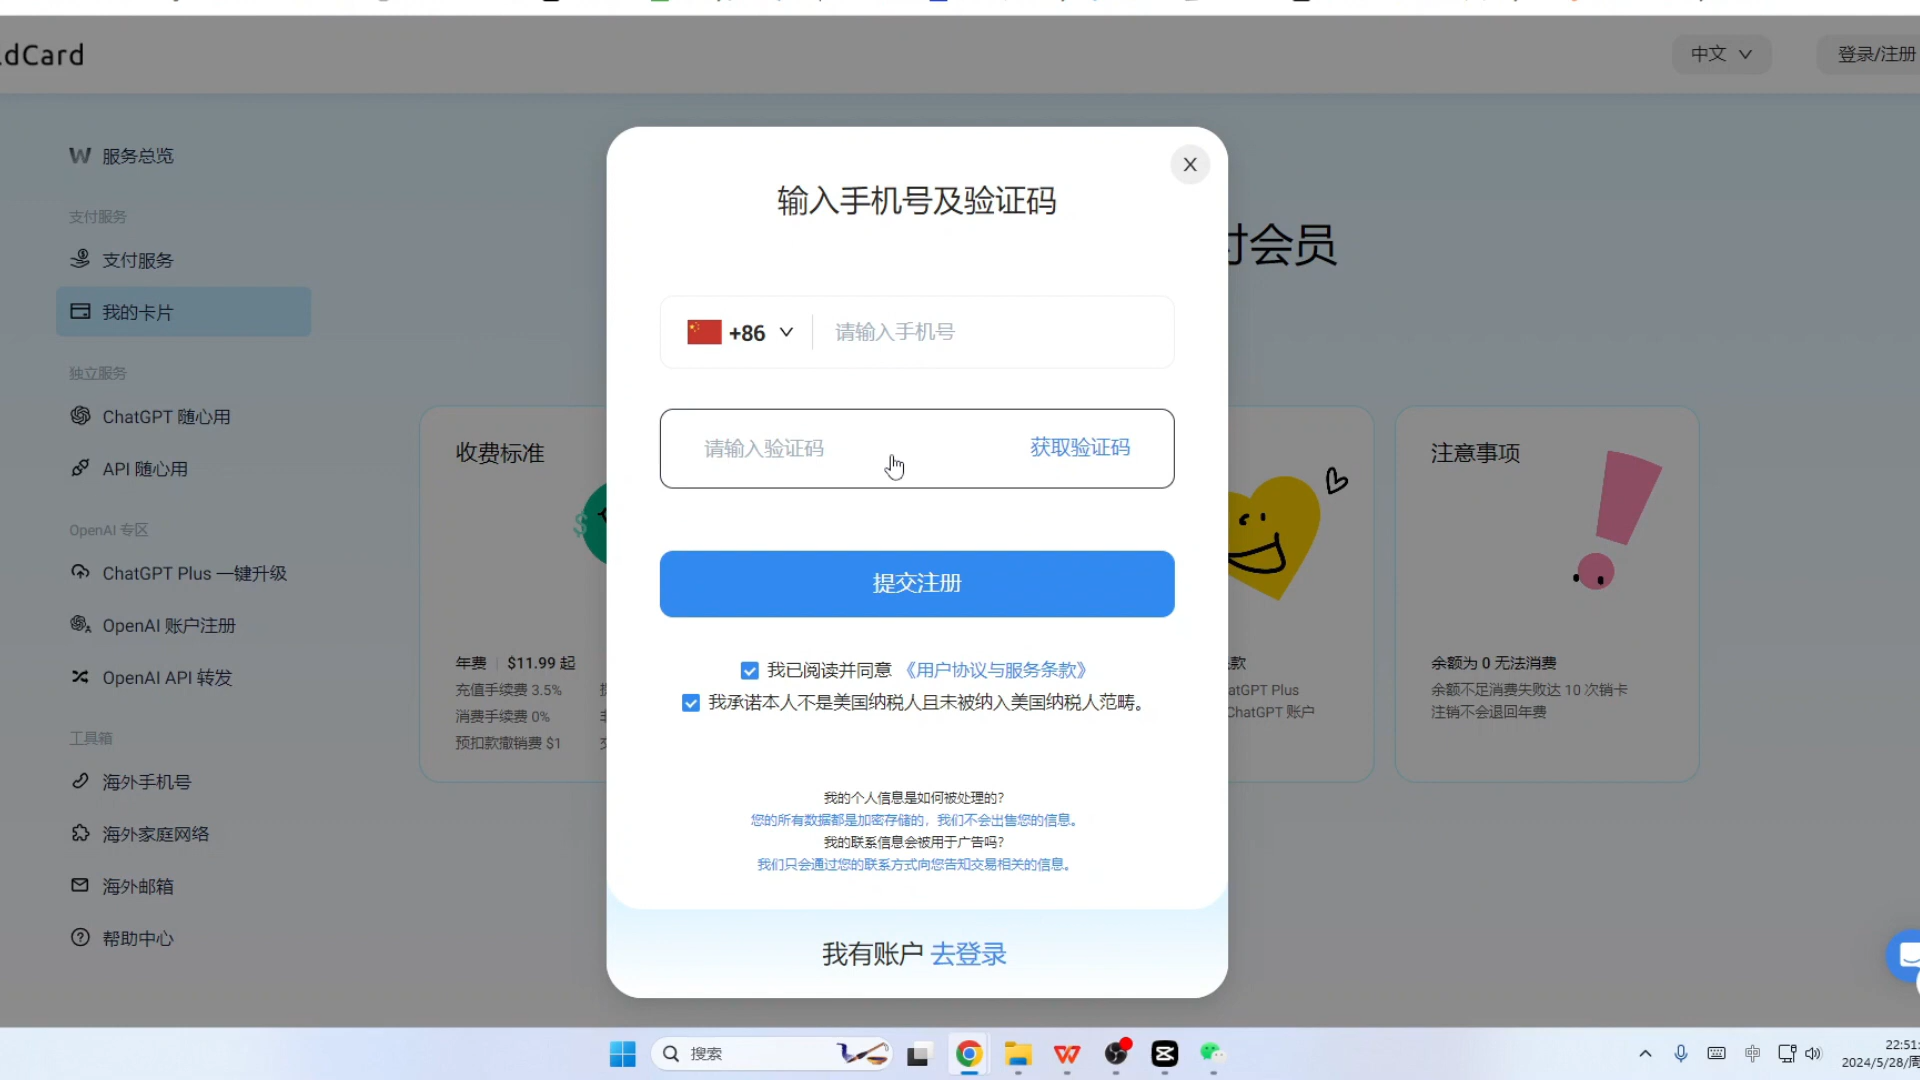 dCard
中文
登录/注册
服务总览
支付服务
支付服务
我的卡片
独立服务
ChatGPT 随心用
API 随心用
OpenAI 专区
ChatGPT Plus 一键升级
OpenAI 账户注册
OpenAI API 转发
工具箱
海外手机号
海外家庭网络
海外邮箱
帮助中心
付会员
收费标准
年费 | $11.99 起
充值手续费 3.5%
消费手续费 0%
预扣款撤销费 $1
输入手机号及验证码
X
+86
请输入手机号
请输入验证码
获取验证码
提交注册
我已阅读并同意《用户协议与服务条款》
我承诺本人不是美国纳税人且未被纳入美国纳税人范畴。
我的个人信息是如何被处理的?
您的所有数据都是加密存储的，我们不会出售您的信息。
我的联系信息会被用于广告吗?
我们只会通过您的联系方式向您告知交易相关的信息。
我有账户 去登录
款
atGPT Plus
ChatGPT 账户
注意事项
余额为 0 无法消费
余额不足消费失败达 10 次销卡
注销不会退回年费
搜索
中
22:51:
2024/5/28/周